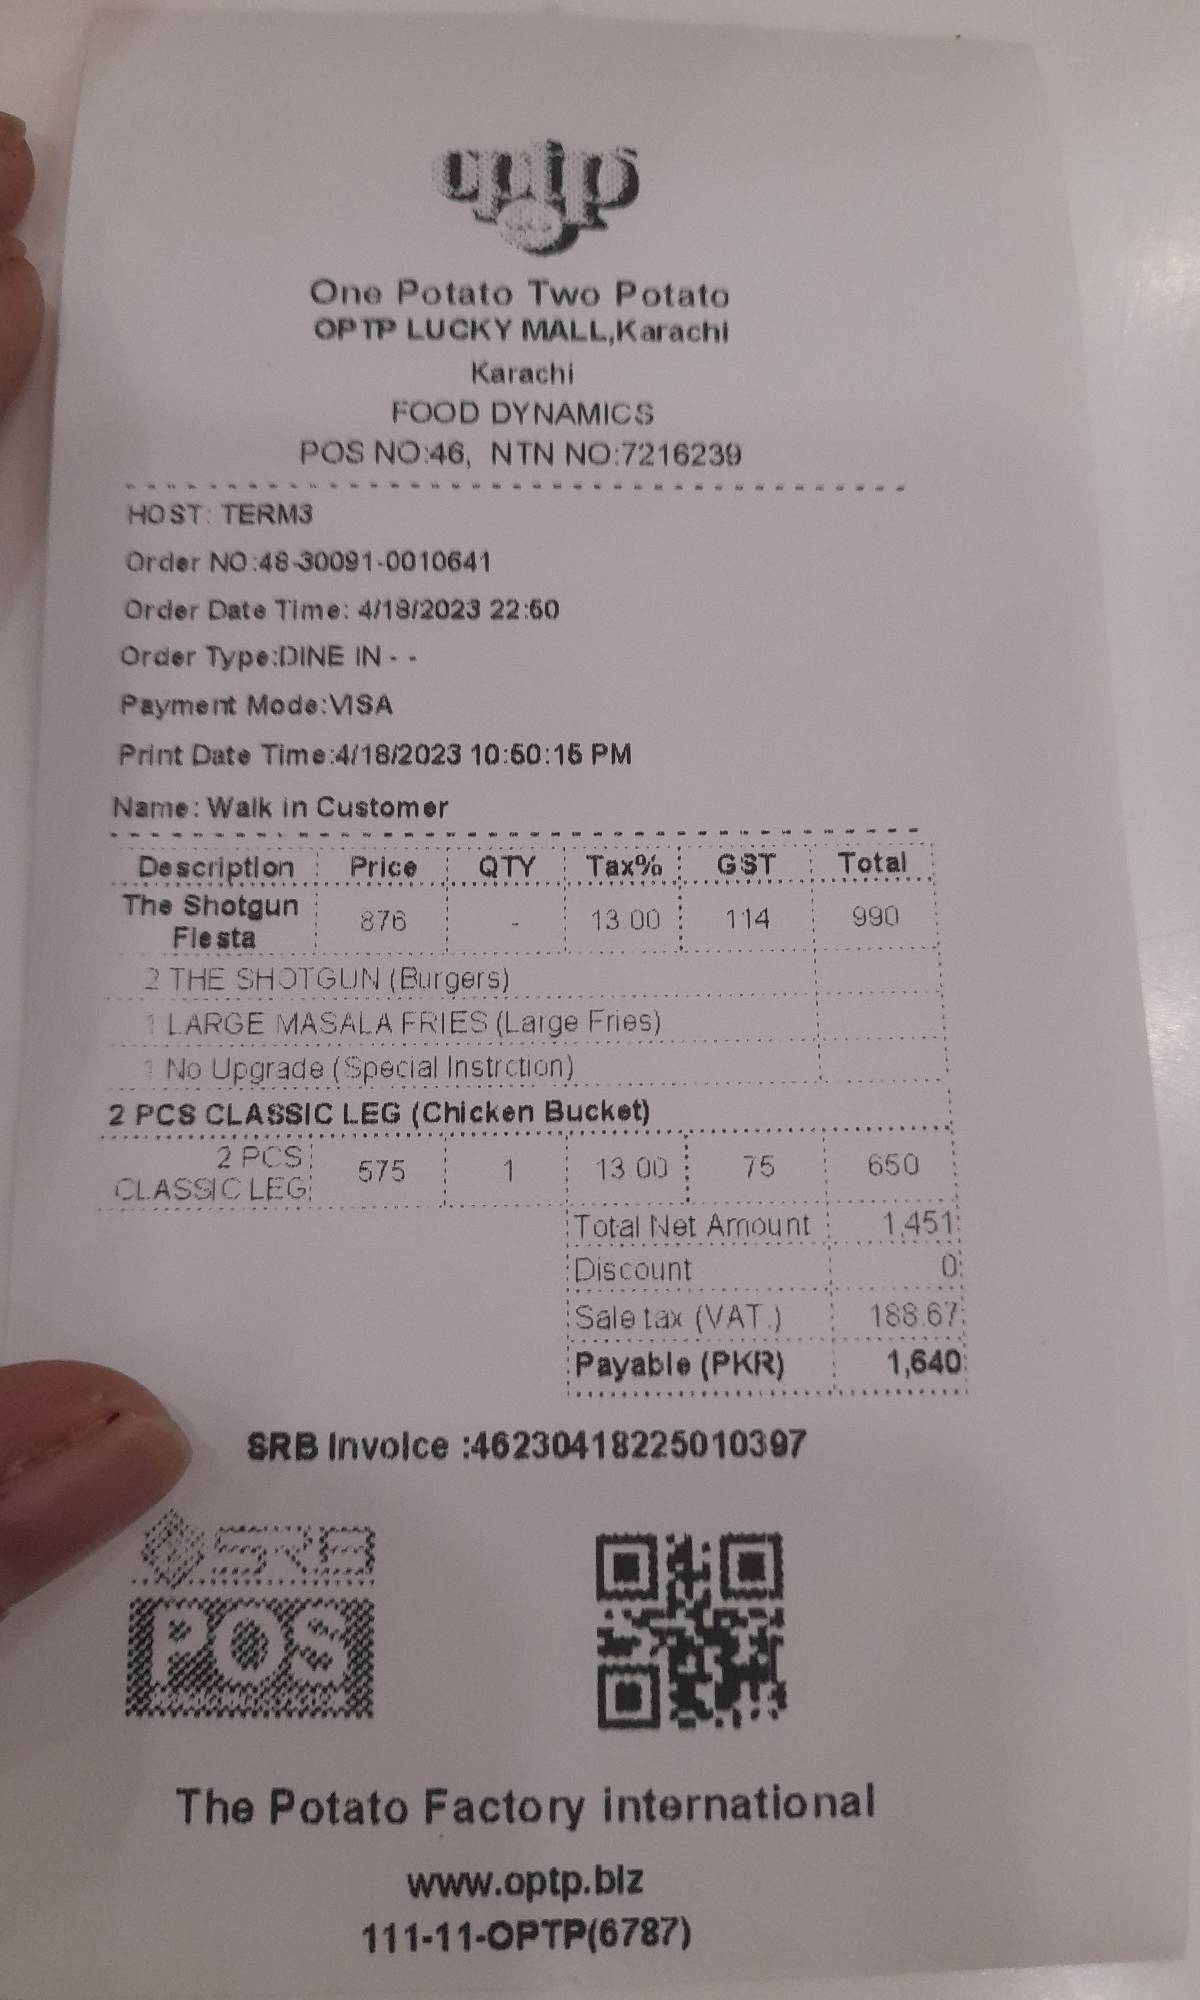 optp
One Potato Two Potato
OPTP LUCKY MALL,Karachi
Karachi
FOOD DYNAMICS
POS NO:46, NTN NO:7216239
HOST: TERM3
Order NO:48-30091-0010641
Order Date Time: 4/18/2023 22:50
Order Type:DINE IN - -
Payment Mode:VISA
Print Date Time:4/18/2023 10:50:15 PM
Name: Walk in Customer
Description Price QTY Tax% GST Total
The Shotgun Fiesta 876 - 13.00 114 990
2 THE SHOTGUN (Burgers)
1 LARGE MASALA FRIES (Large Fries)
1 No Upgrade (Special Instrction)
2 PCS CLASSIC LEG (Chicken Bucket)
2 PCS CLASSIC LEG 575 1 13.00 75 650
Total Net Amount 1,451
Discount 0
Sale tax (VAT.) 188.67
Payable (PKR) 1,640
SRB Invoice :46230418225010397
SRB
POS
The Potato Factory international
www.optp.biz
111-11-OPTP(6787)